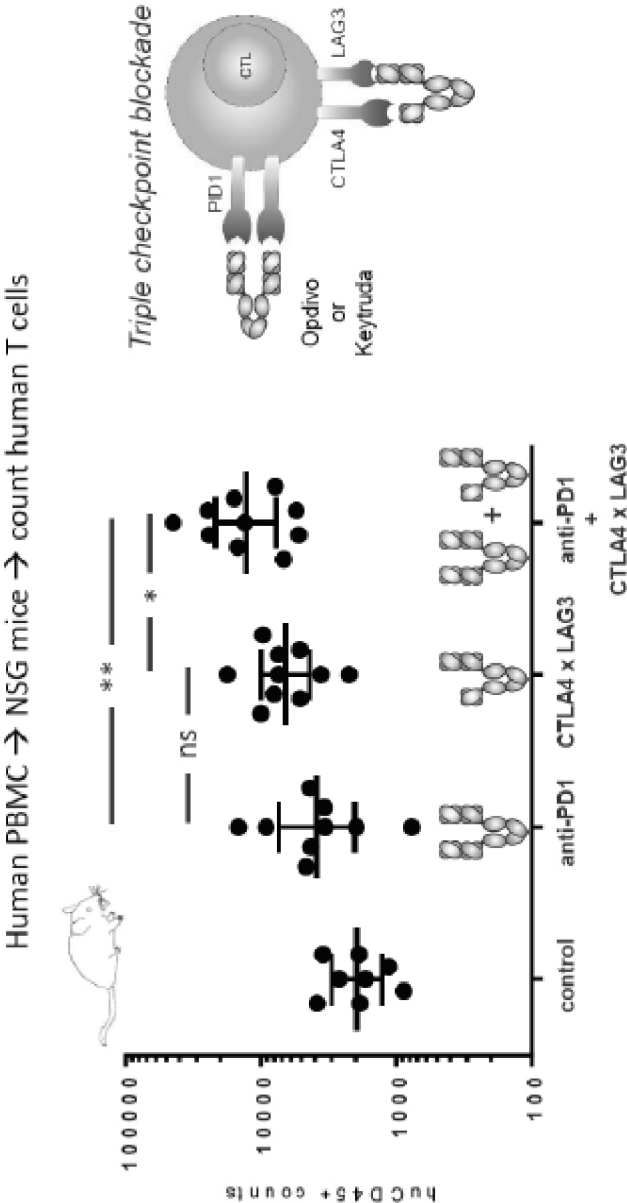 Human PBMC → NSG mice → count human T cells
**
*
ns
huCD45+ counts
100000
10000
1000
100
control
anti-PD1
CTLA4 x LAG3
anti-PD1
+
CTLA4 x LAG3
+
Triple checkpoint blockade
PID1
CTL
CTLA4
LAG3
Opdivo
or
Keytruda